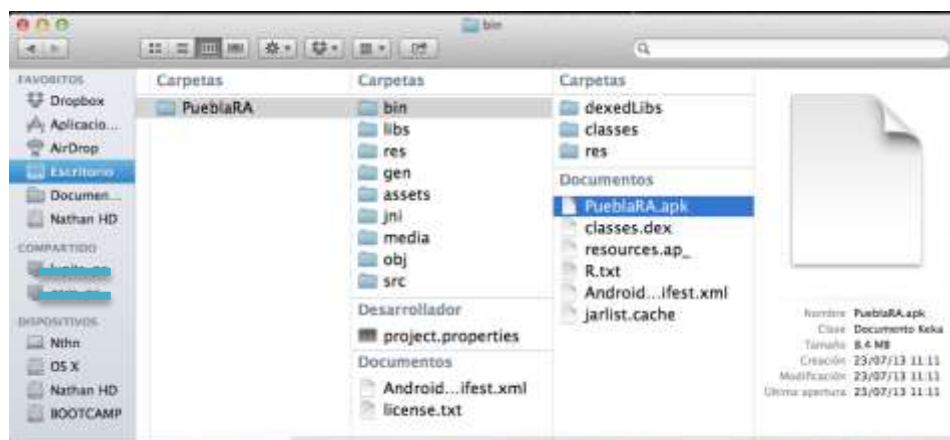 bin
FAVORITOS
Dropbox
Aplicacio...
AirDrop
Escritorio
Documen...
Nathan HD
COMPARTIDO
DISPOSITIVOS
Nthn
OS X
Nathan HD
BOOTCAMP
Carpetas
PueblaRA
Carpetas
bin
libs
res
gen
assets
jni
media
obj
src
Desarrollador
project.properties
Documentos
Android...ifest.xml
license.txt
Carpetas
dexedLibs
classes
res
Documentos
PueblaRA.apk
classes.dex
resources.ap_
R.txt
Android...ifest.xml
jarlist.cache
Nombre PueblaRA.apk
Clase Documento Keka
Tamaño 8.4 MB
Creación 23/07/13 11:11
Modificación 23/07/13 11:11
Última apertura 23/07/13 11:11